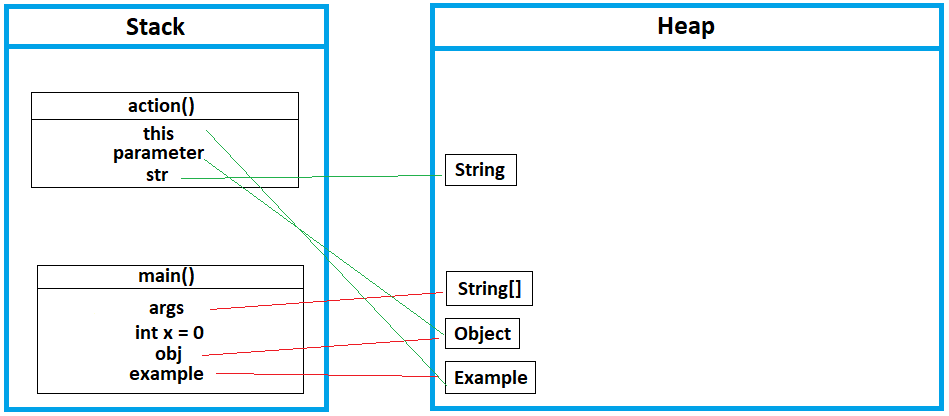 Stack
Heap
action()
this
parameter
str
String
main()
args
int x = 0
obj
example
String[]
Object
Example